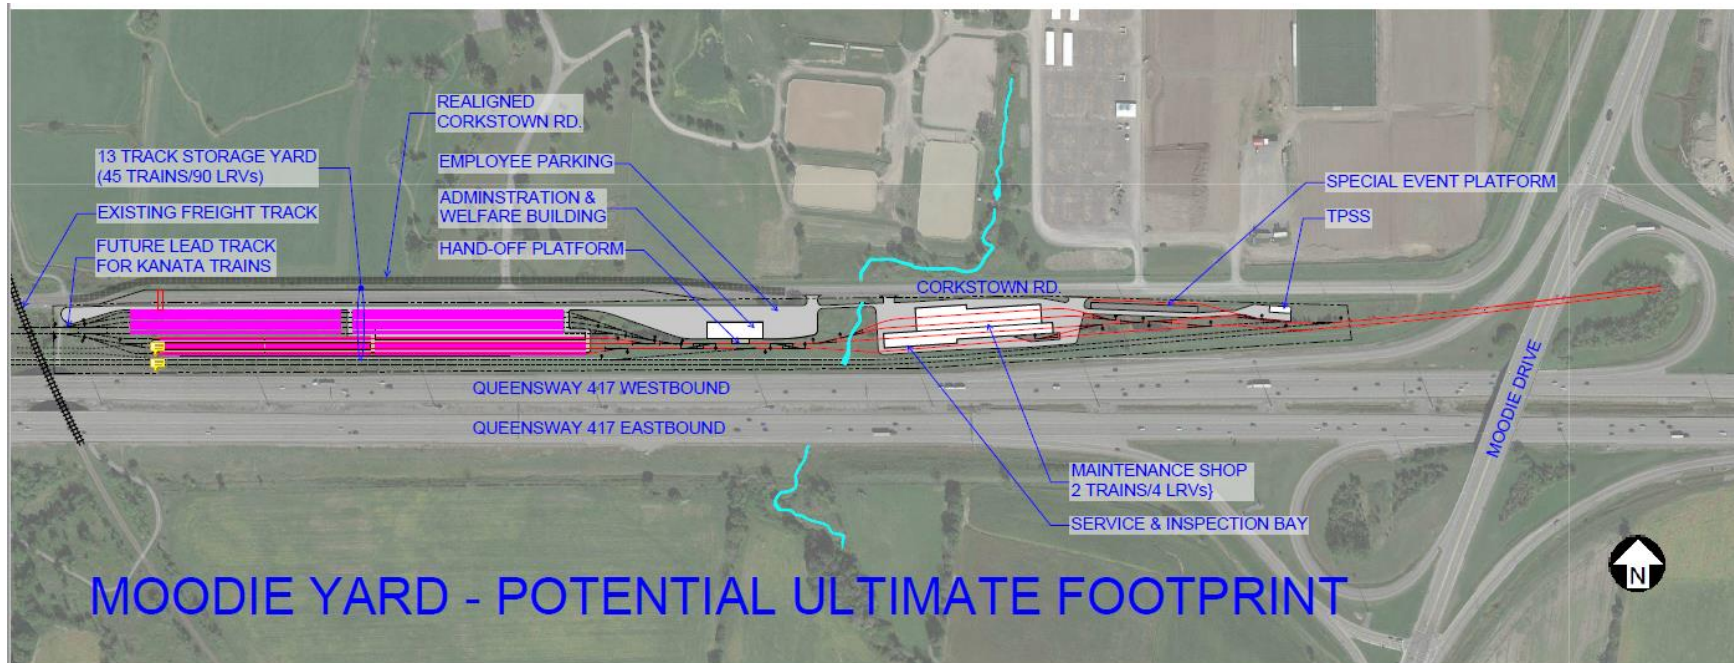 REALIGNED
CORKSTOWN RD.
13 TRACK STORAGE YARD
(45 TRAINS/90 LRVs)
EMPLOYEE PARKING
EXISTING FREIGHT TRACK
ADMINSTRATION &
WELFARE BUILDING
FUTURE LEAD TRACK
FOR KANATA TRAINS
HAND-OFF PLATFORM
SPECIAL EVENT PLATFORM
TPSS
CORKSTOWN RD.
QUEENSWAY 417 WESTBOUND
QUEENSWAY 417 EASTBOUND
MOODIE DRIVE
MAINTENANCE SHOP
2 TRAINS/4 LRVs}
SERVICE & INSPECTION BAY
N
MOODIE YARD - POTENTIAL ULTIMATE FOOTPRINT